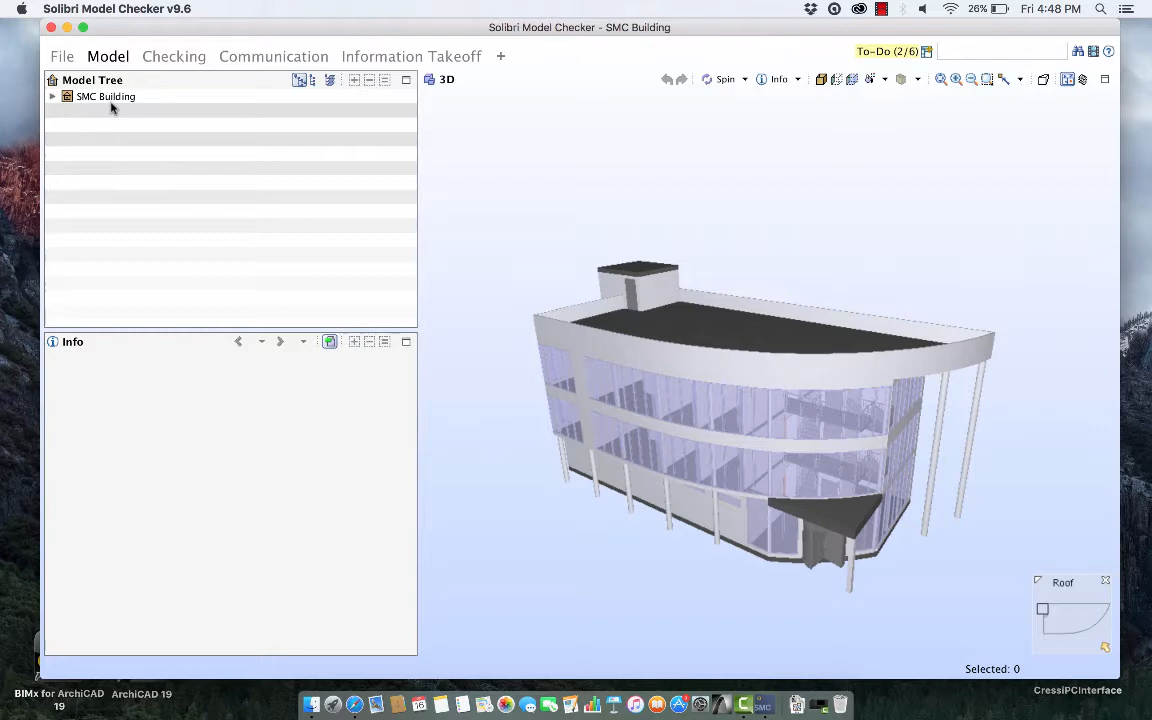 Solibri Model Checker v9.6
26%
Fri 4:48 PM
Solibri Model Checker - SMC Building
File Model Checking Communication Information Takeoff +
To-Do (2/6)
Model Tree
3D
Spin
Info
SMC Building
Info
Roof
Selected: 0
BIMx for ArchiCAD 19
ArchiCAD 19
CressiPCInterface
16
SMC